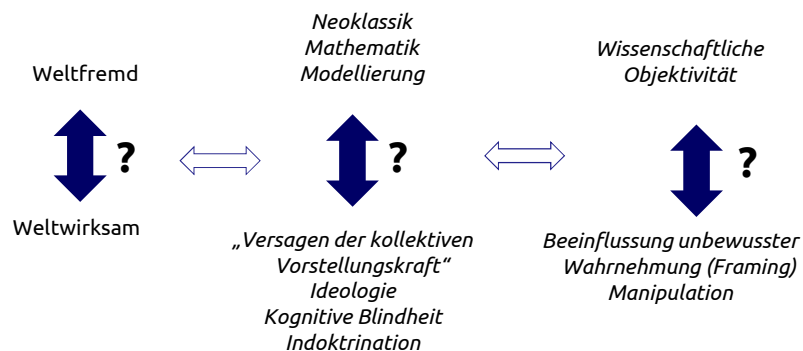 Weltfremd
?
Weltwirksam
Neoklassik
Mathematik
Modellierung
?
„Versagen der kollektiven
Vorstellungskraft“
Ideologie
Kognitive Blindheit
Indoktrination
Wissenschaftliche
Objektivität
?
Beeinflussung unbewusster
Wahrnehmung (Framing)
Manipulation